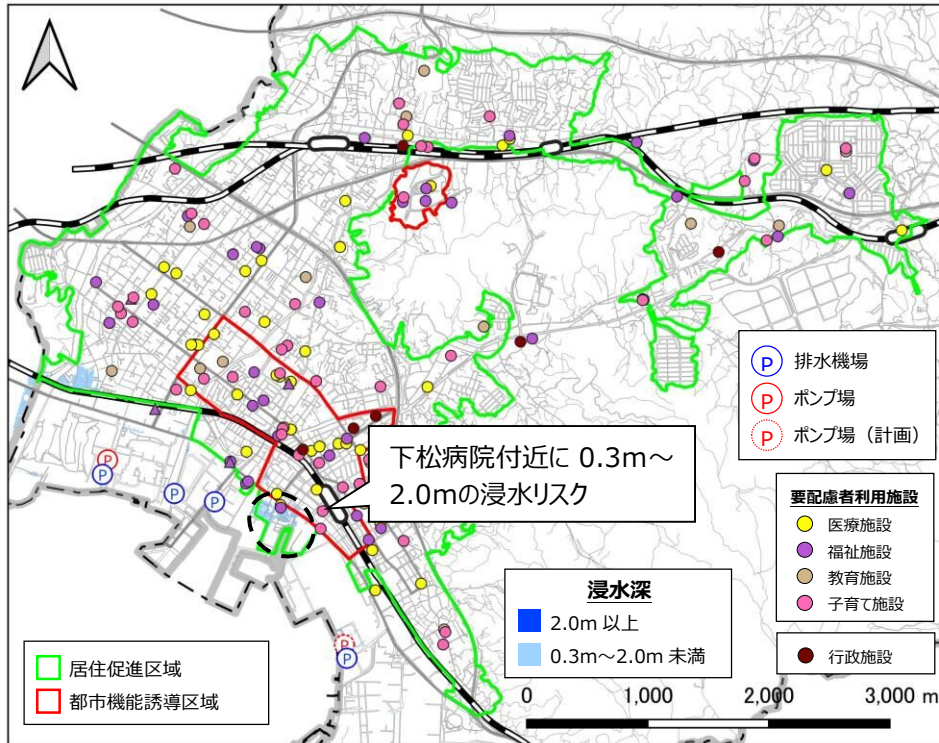 排水機場
ポンプ場
ポンプ場（計画）
P
P
P
下松病院付近に 0.3m～
2.0mの浸水リスク
要配慮者利用施設
医療施設
福祉施設
教育施設
子育て施設
行政施設
P
P
P
P
P
P
浸水深
2.0m 以上
0.3m～2.0m 未満
居住促進区域
都市機能誘導区域
0 1,000 2,000 3,000 m